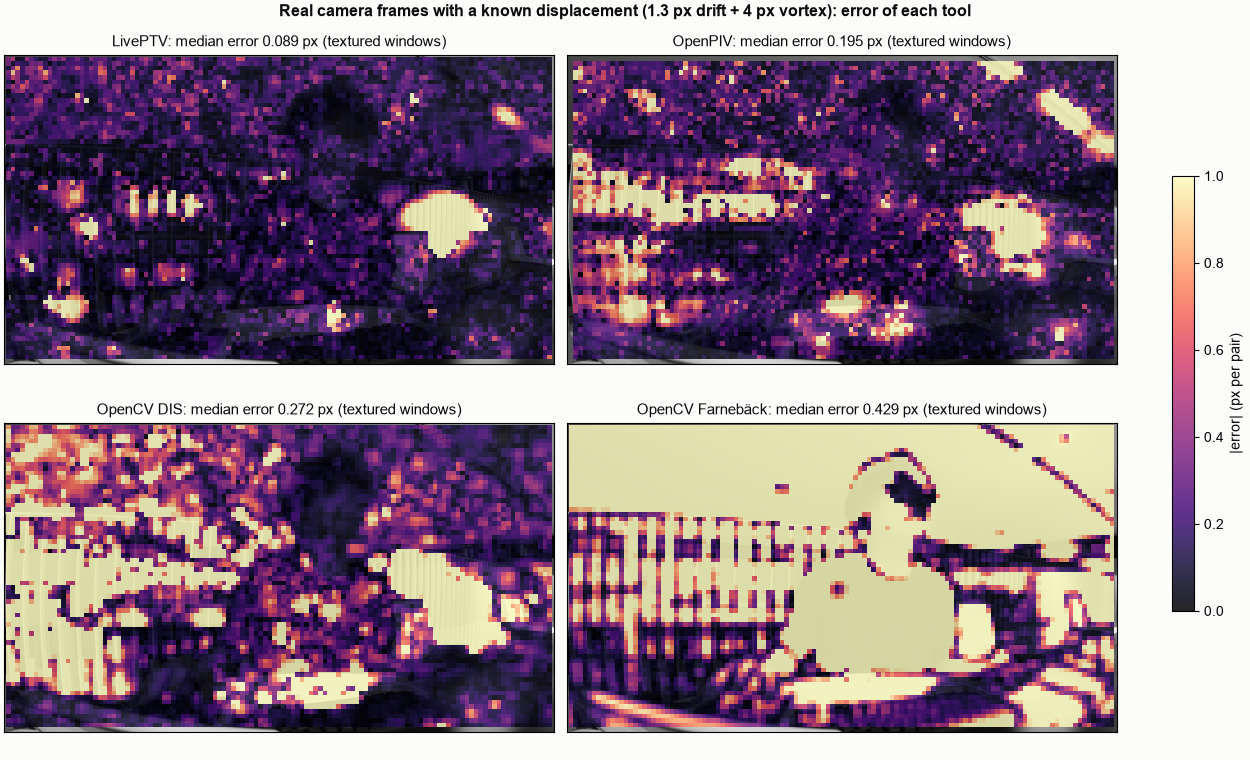 Real camera frames with a known displacement (1.3 px drift + 4 px vortex): error of each tool
LivePTV: median error 0.089 px (textured windows)
OpenPIV: median error 0.195 px (textured windows)
OpenCV DIS: median error 0.272 px (textured windows)
OpenCV Farnebäck: median error 0.429 px (textured windows)
1.0
0.8
0.6
0.4
0.2
0.0
|error| (px per pair)